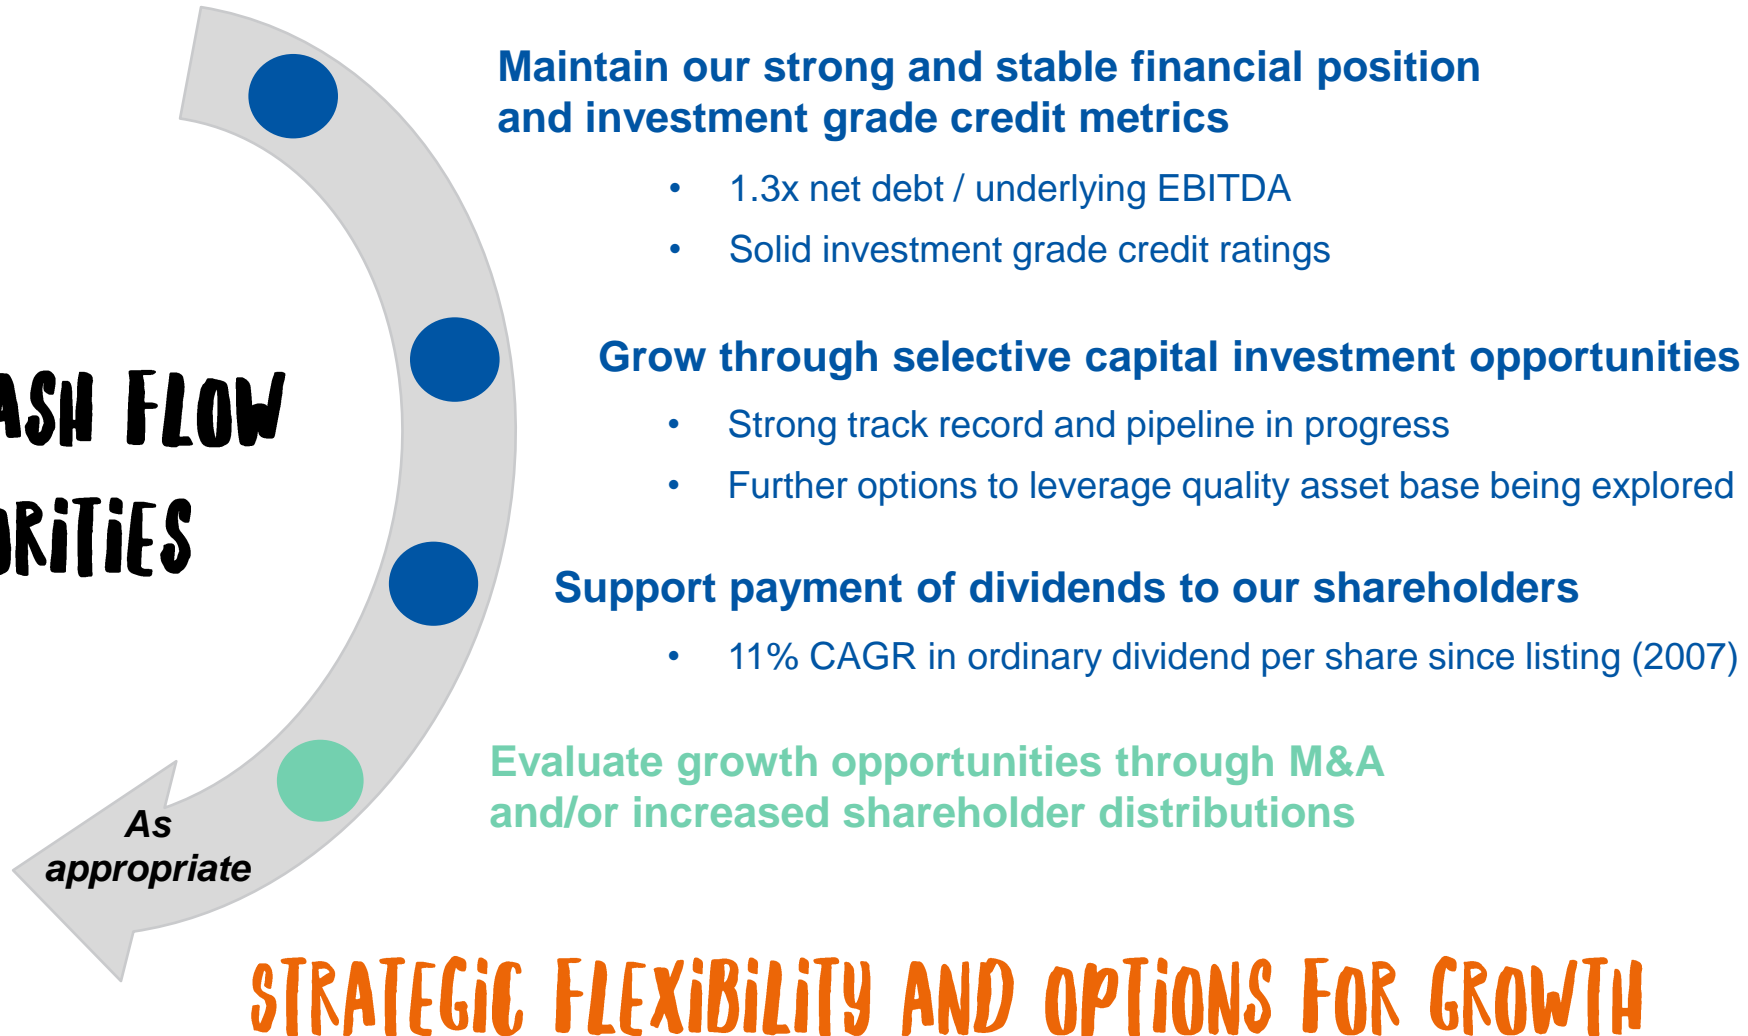 Maintain our strong and stable financial position
and investment grade credit metrics
• 1.3x net debt / underlying EBITDA
• Solid investment grade credit ratings
Grow through selective capital investment opportunities
• Strong track record and pipeline in progress
• Further options to leverage quality asset base being explored
ASH FLOW
ORiTiES
Support payment of dividends to our shareholders
• 11% CAGR in ordinary dividend per share since listing (2007)
Evaluate growth opportunities through M&A
and/or increased shareholder distributions
As
appropriate
STRATEGiC FLEXiBiLiTY AND OPTiONS FOR GROWTH